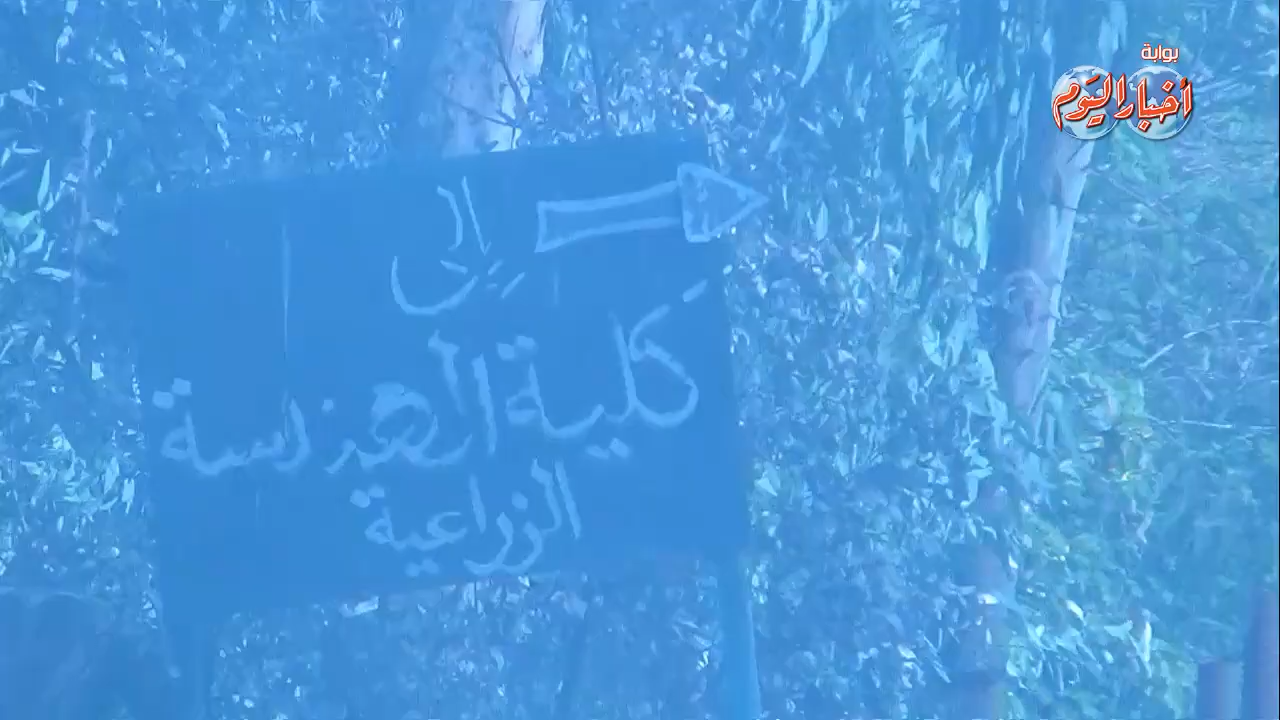 بوابة
أخبار اليوم
إلى
كلية الهندسة
الزراعية